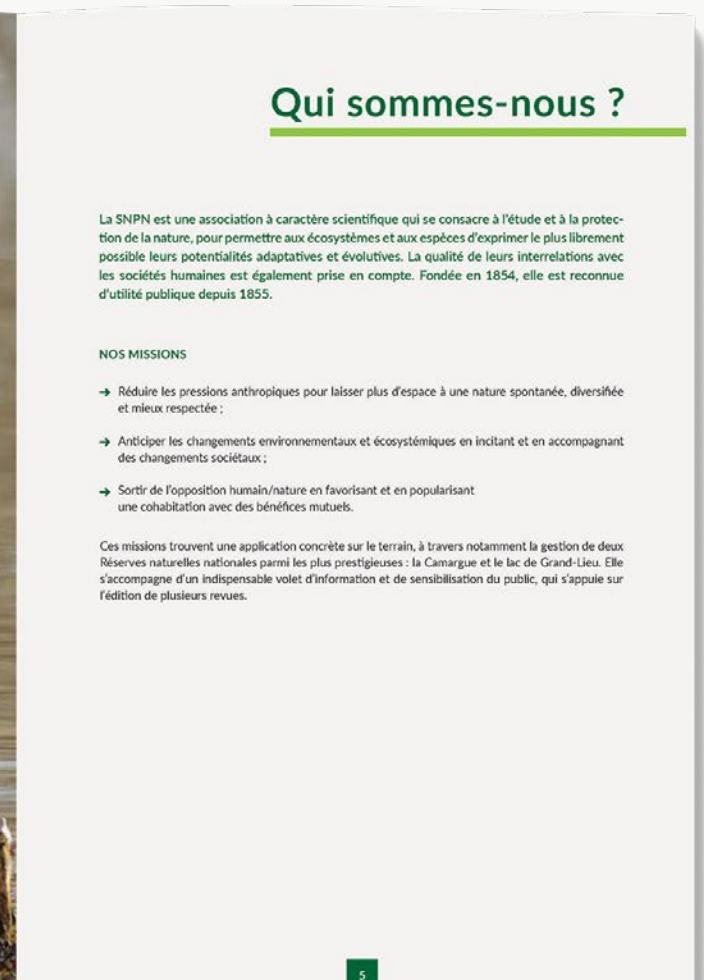 Qui sommes-nous ?
La SNPN est une association à caractère scientifique qui se consacre à l'étude et à la protec-
tion de la nature, pour permettre aux écosystèmes et aux espèces d'exprimer le plus librement
possible leurs potentialités adaptatives et évolutives. La qualité de leurs interrelations avec
les sociétés humaines est également prise en compte. Fondée en 1854, elle est reconnue
d'utilité publique depuis 1855.
NOS MISSIONS
➔ Réduire les pressions anthropiques pour laisser plus d'espace à une nature spontanée, diversifiée
et mieux respectée ;
➔ Anticiper les changements environnementaux et écosystémiques en incitant et en accompagnant
des changements sociétaux ;
➔ Sortir de l'opposition humain/nature en favorisant et en popularisant
une cohabitation avec des bénéfices mutuels.
Ces missions trouvent une application concrète sur le terrain, à travers notamment la gestion de deux
Réserves naturelles nationales parmi les plus prestigieuses : la Camargue et le lac de Grand-Lieu. Elle
s'accompagne d'un indispensable volet d'information et de sensibilisation du public, qui s'appuie sur
l'édition de plusieurs revues.
5